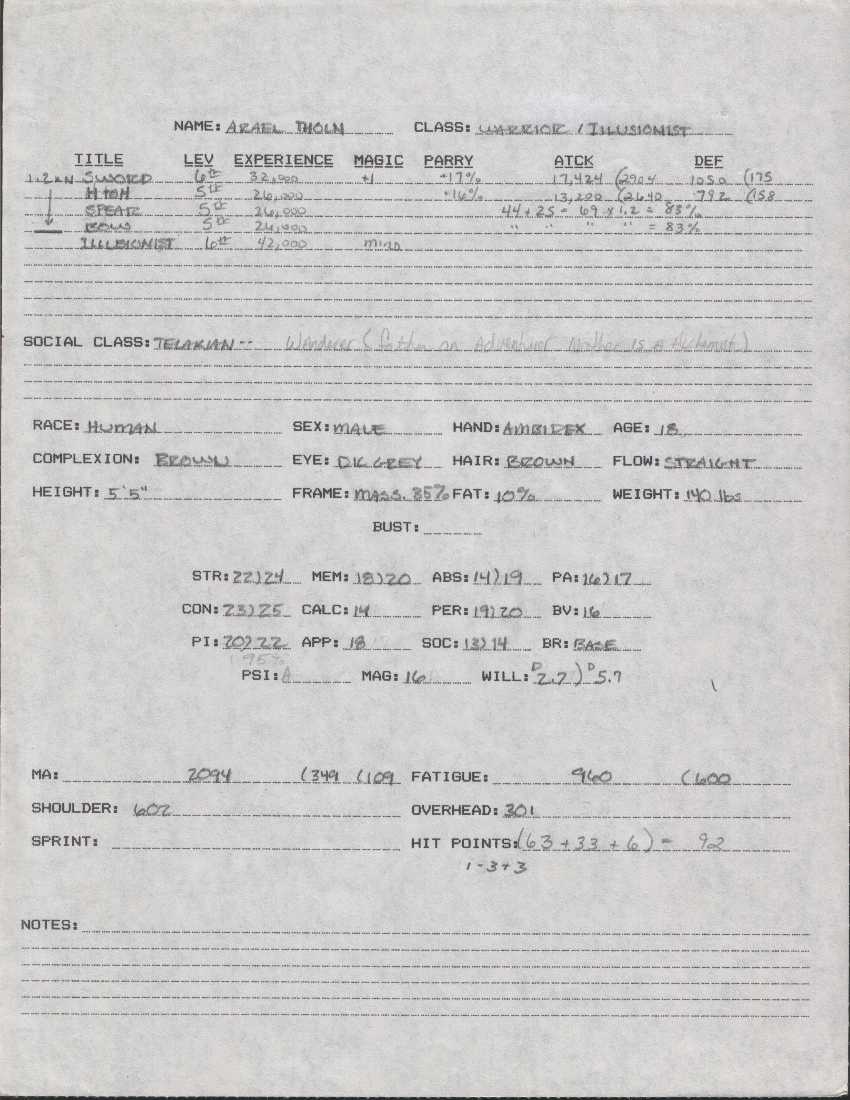 NAME: ARAEL THOLN CLASS: WARRIOR / ILLUSIONIST
TITLE LEV EXPERIENCE MAGIC PARRY ATCK DEF
SWORD 6th 32,000 +1 +17% 17,424 (2904 1050 (175
H to H 5th 26,000 +16% 13,200 (2640 792 (158
SPEAR 5th 26,000 44 + 25 = 69 x 1.2 = 83%
BOW 5th 26,000 " " " " = 83%
ILLUSIONIST 6th 42,000 mind
SOCIAL CLASS: TELAKIAN -- Wanderer (father an Adventurer Mother is a Alchemist)
RACE: HUMAN SEX: MALE HAND: AMBIDEX AGE: 18
COMPLEXION: BROWN EYE: DK GREY HAIR: BROWN FLOW: STRAIGHT
HEIGHT: 5'5" FRAME: MASS. 85% FAT: 10% WEIGHT: 140 lbs
BUST:
STR: 22)24 MEM: 18)20 ABS: 14)19 PA: 16)17
CON: 23)25 CALC: 14 PER: 19)20 BV: 16
PI: 20)22 APP: 18 SOC: 13)14 BR: BASE
195%
PSI: A MAG: 16 WILL: D2.7) D5.7
MA: 2094 (349 (109 FATIGUE: 960 (600
SHOULDER: 602 OVERHEAD: 301
SPRINT: HIT POINTS: (63 + 33 + 6) = 92
1-3+3
NOTES: